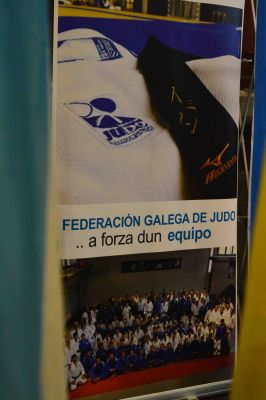 JUDO
Mizuno
FEDERACIÓN GALEGA DE JUDO
.. a forza dun equipo